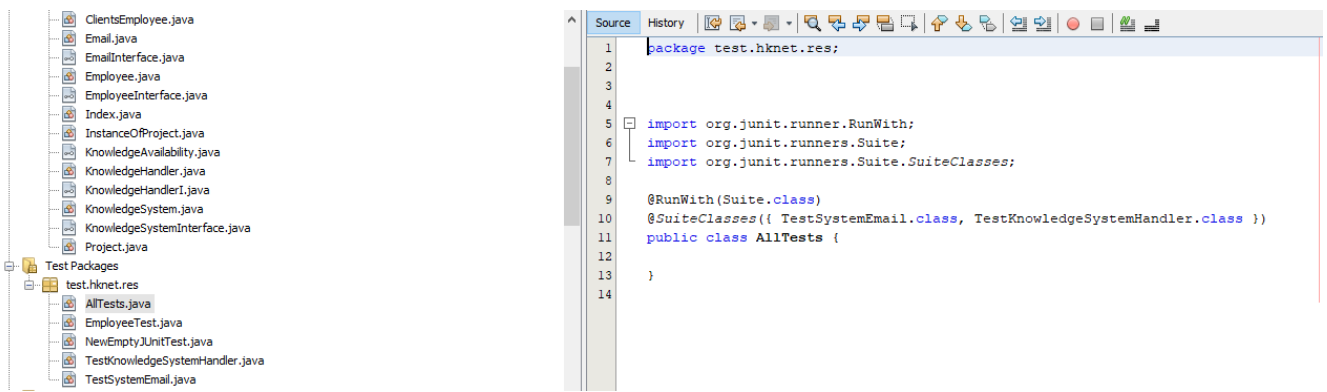 ClientsEmployee.java
Email.java
EmailInterface.java
Employee.java
EmployeeInterface.java
Index.java
InstanceOfProject.java
KnowledgeAvailability.java
KnowledgeHandler.java
KnowledgeHandlerI.java
KnowledgeSystem.java
KnowledgeSystemInterface.java
Project.java
Test Packages
test.hknet.res
AllTests.java
EmployeeTest.java
NewEmptyJUnitTest.java
TestKnowledgeSystemHandler.java
TestSystemEmail.java
Source History
1 package test.hknet.res;
2
3
4
5 import org.junit.runner.RunWith;
6 import org.junit.runners.Suite;
7 import org.junit.runners.Suite.SuiteClasses;
8
9 @RunWith(Suite.class)
10 @SuiteClasses({ TestSystemEmail.class, TestKnowledgeSystemHandler.class })
11 public class AllTests {
12
13 }
14